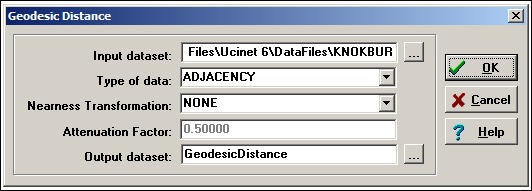 Geodesic Distance
Input dataset: Files\Ucinet 6\DataFiles\KNOKBUR ...
Type of data: ADJACENCY
Nearness Transformation: NONE
Attenuation Factor: 0.50000
Output dataset: GeodesicDistance ...
OK
Cancel
? Help